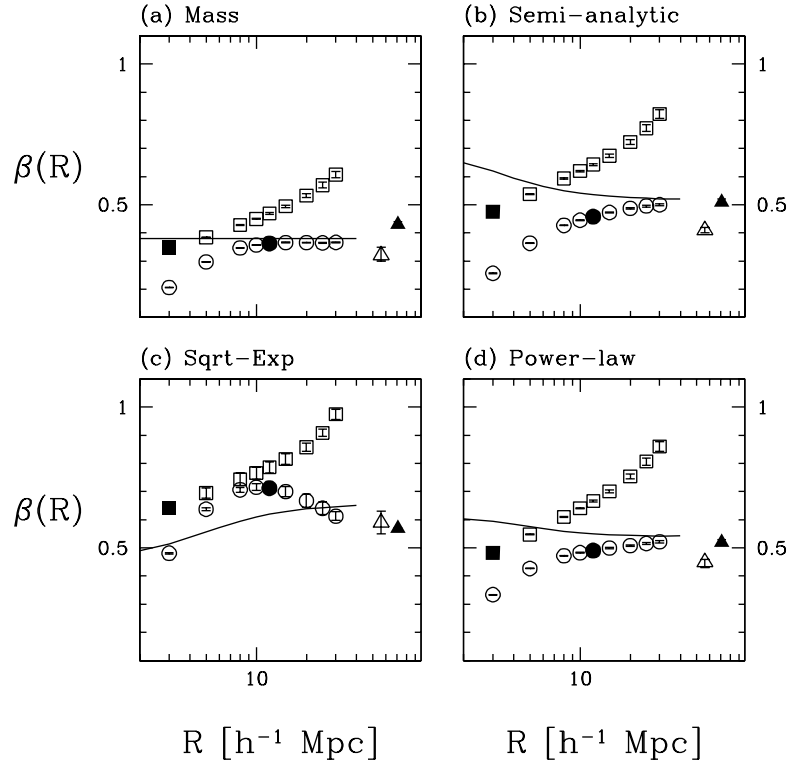 (a) Mass
(b) Semi-analytic
1
1
β(R)
0.5
0.5
(c) Sqrt-Exp
(d) Power-law
1
1
β(R)
0.5
0.5
10
10
R [h⁻¹ Mpc]
R [h⁻¹ Mpc]